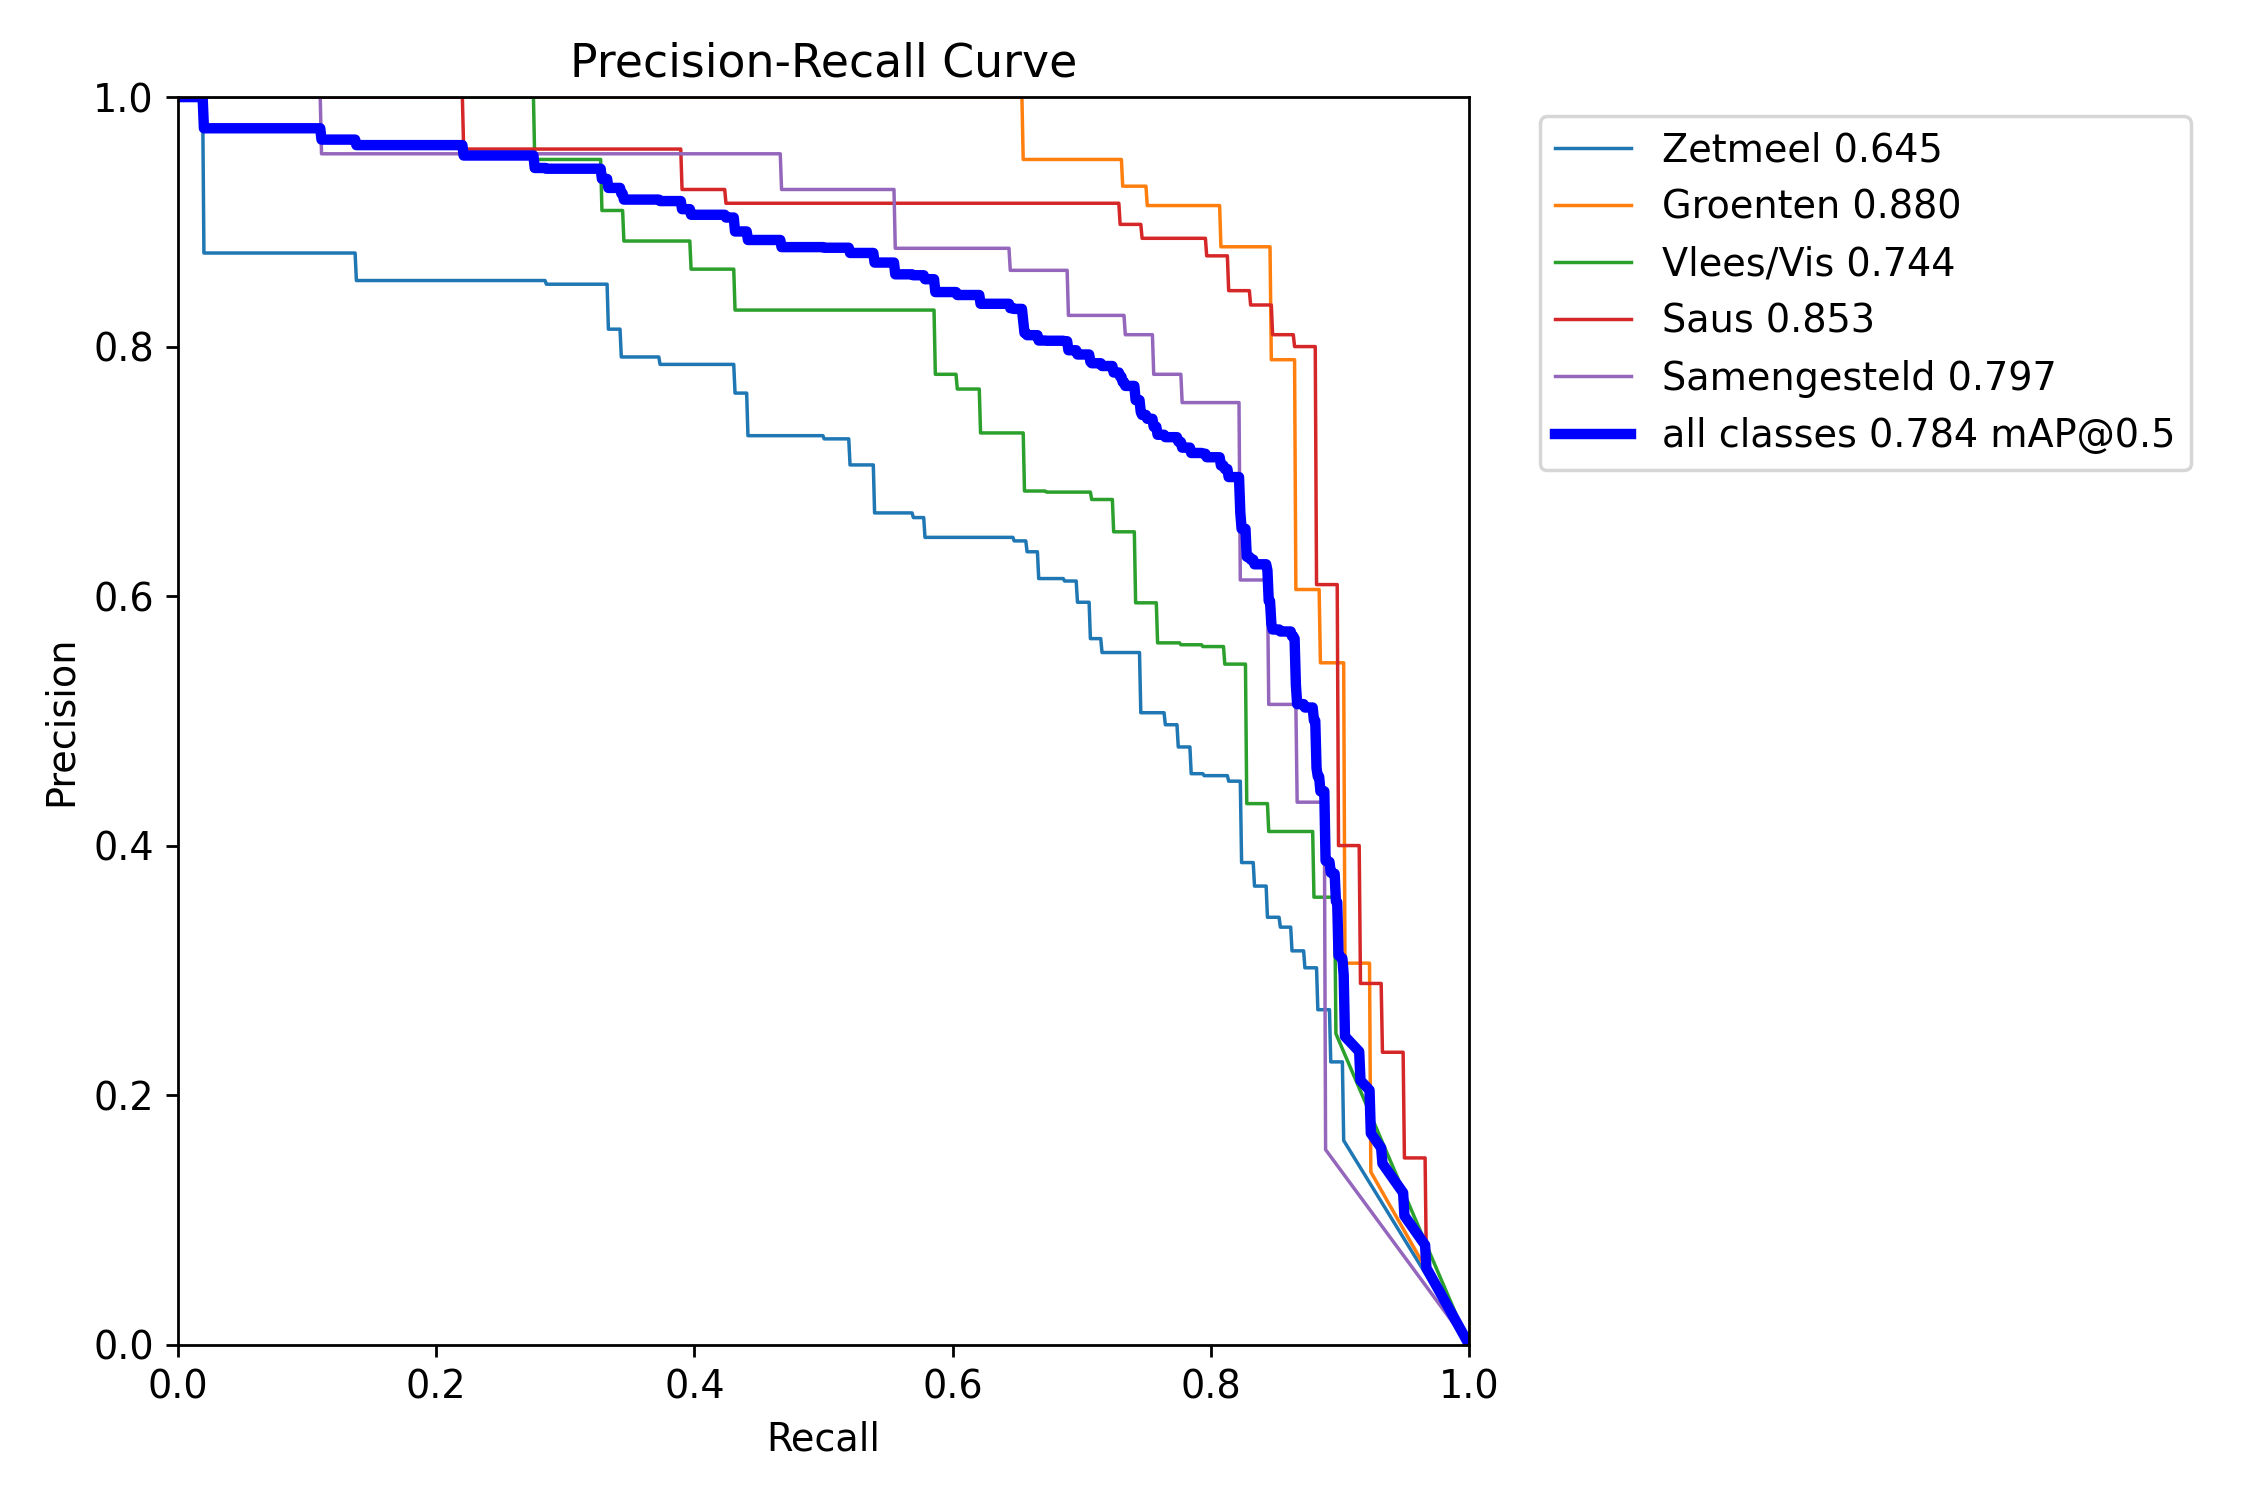 Precision-Recall Curve
1.0
0.8
0.6
0.4
0.2
0.0
Precision
0.0 0.2 0.4 0.6 0.8 1.0
Recall
Zetmeel 0.645
Groenten 0.880
Vlees/Vis 0.744
Saus 0.853
Samengesteld 0.797
all classes 0.784 mAP@0.5